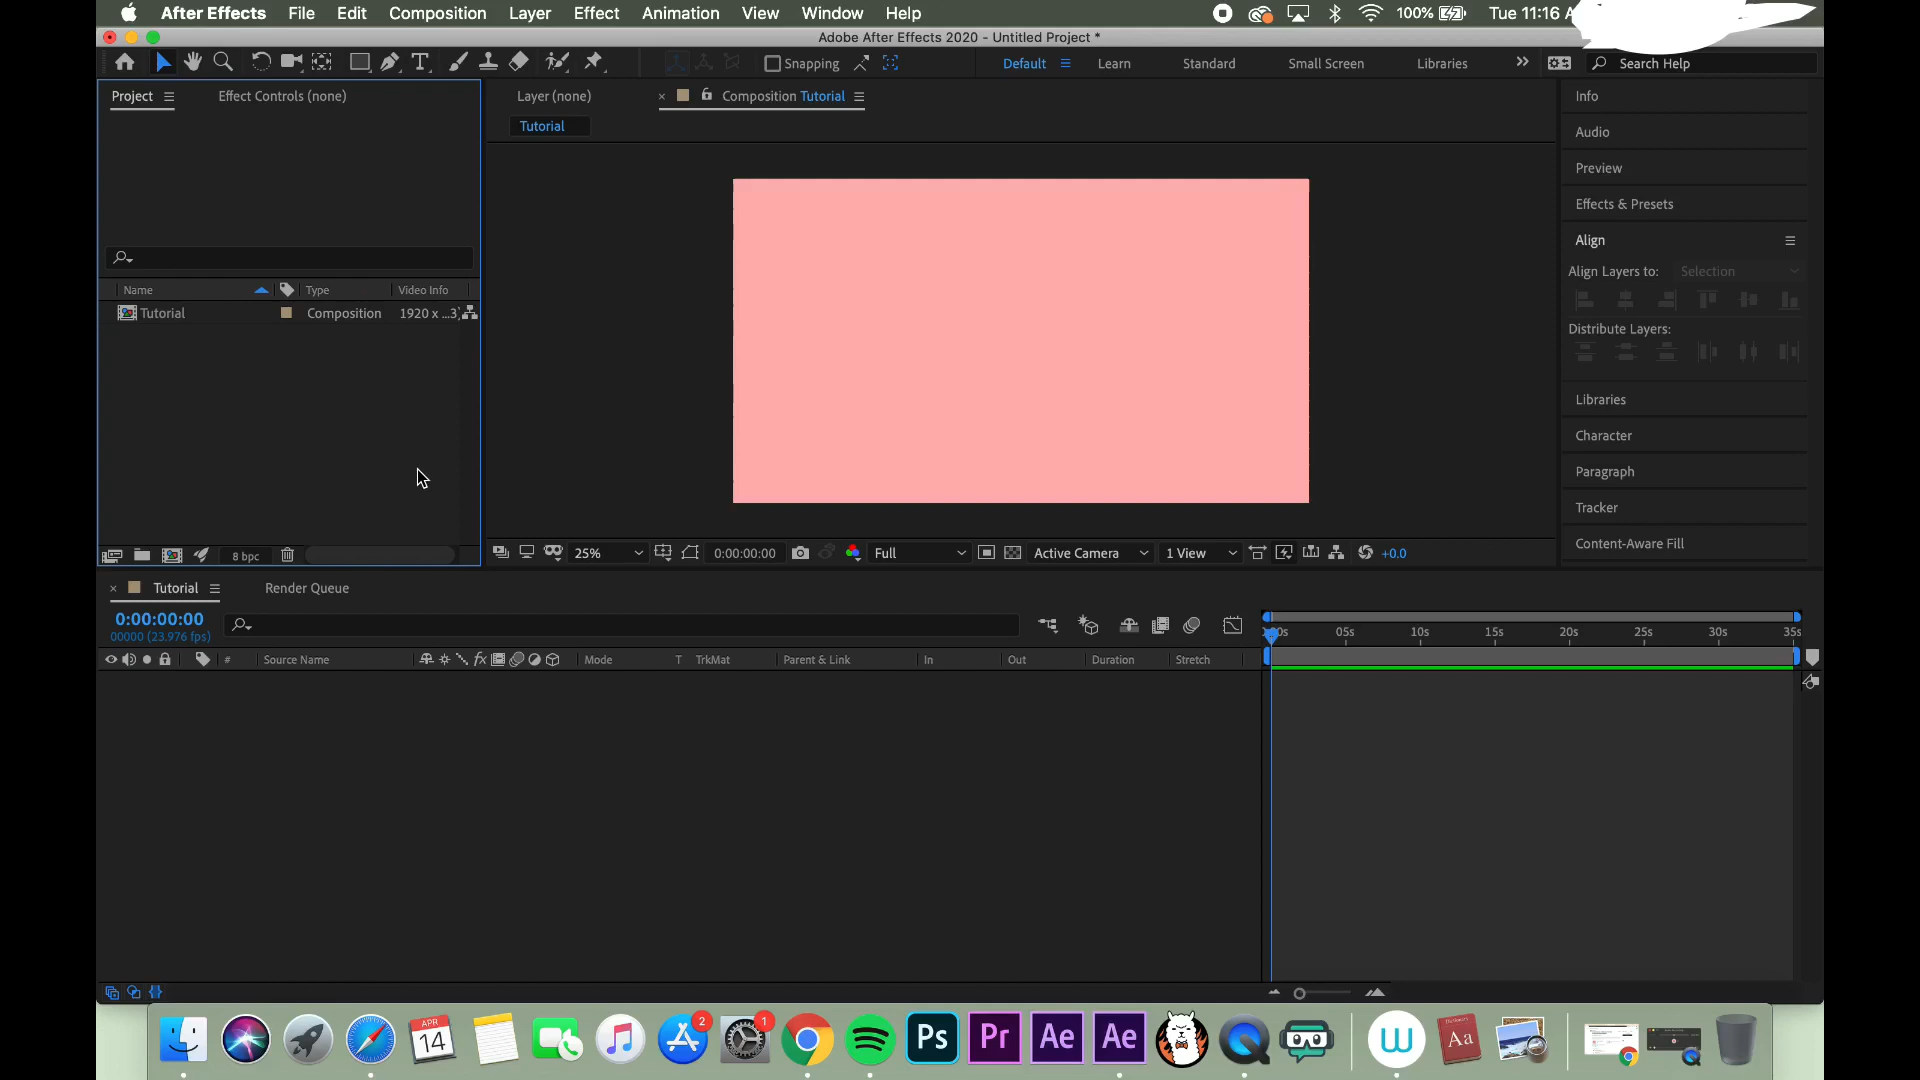 After Effects File Edit Composition Layer Effect Animation View Window Help 100% Tue 11:16
Adobe After Effects 2020 - Untitled Project *
Snapping Default Learn Standard Small Screen Libraries Search Help
Project Effect Controls (none) Layer (none) Composition Tutorial Info
Tutorial
Audio
Preview
Effects & Presets
Align
Align Layers to: Selection
Name Type Video Info
Tutorial Composition 1920 x ...3)
Distribute Layers:
Libraries
Character
Paragraph
Tracker
Content-Aware Fill
8 bpc 25% 0:00:00:00 Full Active Camera 1 View +0.0
Tutorial Render Queue
0:00:00:00
00000 (23.976 fps)
05s 10s 15s 20s 25s 30s 35s
# Source Name Mode T TrkMat Parent & Link In Out Duration Stretch
APR
14
2
1
Ps Pr Ae Ae
Aa